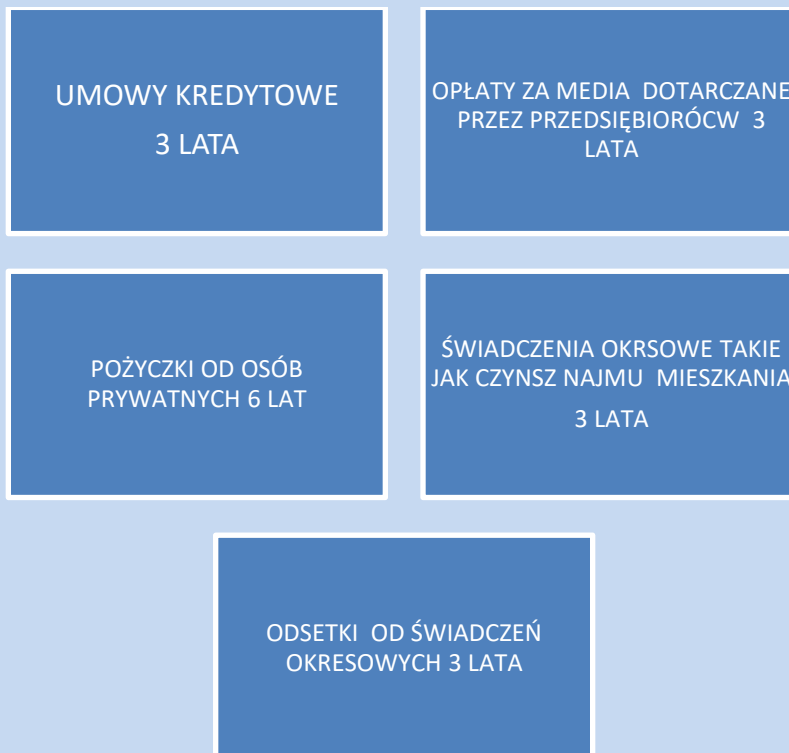 UMOWY KREDYTOWE
3 LATA
OPŁATY ZA MEDIA DOTARCZANE
PRZEZ PRZEDSIĘBIORÓCW 3
LATA
POŻYCZKI OD OSÓB
PRYWATNYCH 6 LAT
ŚWIADCZENIA OKRSOWE TAKIE
JAK CZYNSZ NAJMU MIESZKANIA
3 LATA
ODSETKI OD ŚWIADCZEŃ
OKRESOWYCH 3 LATA